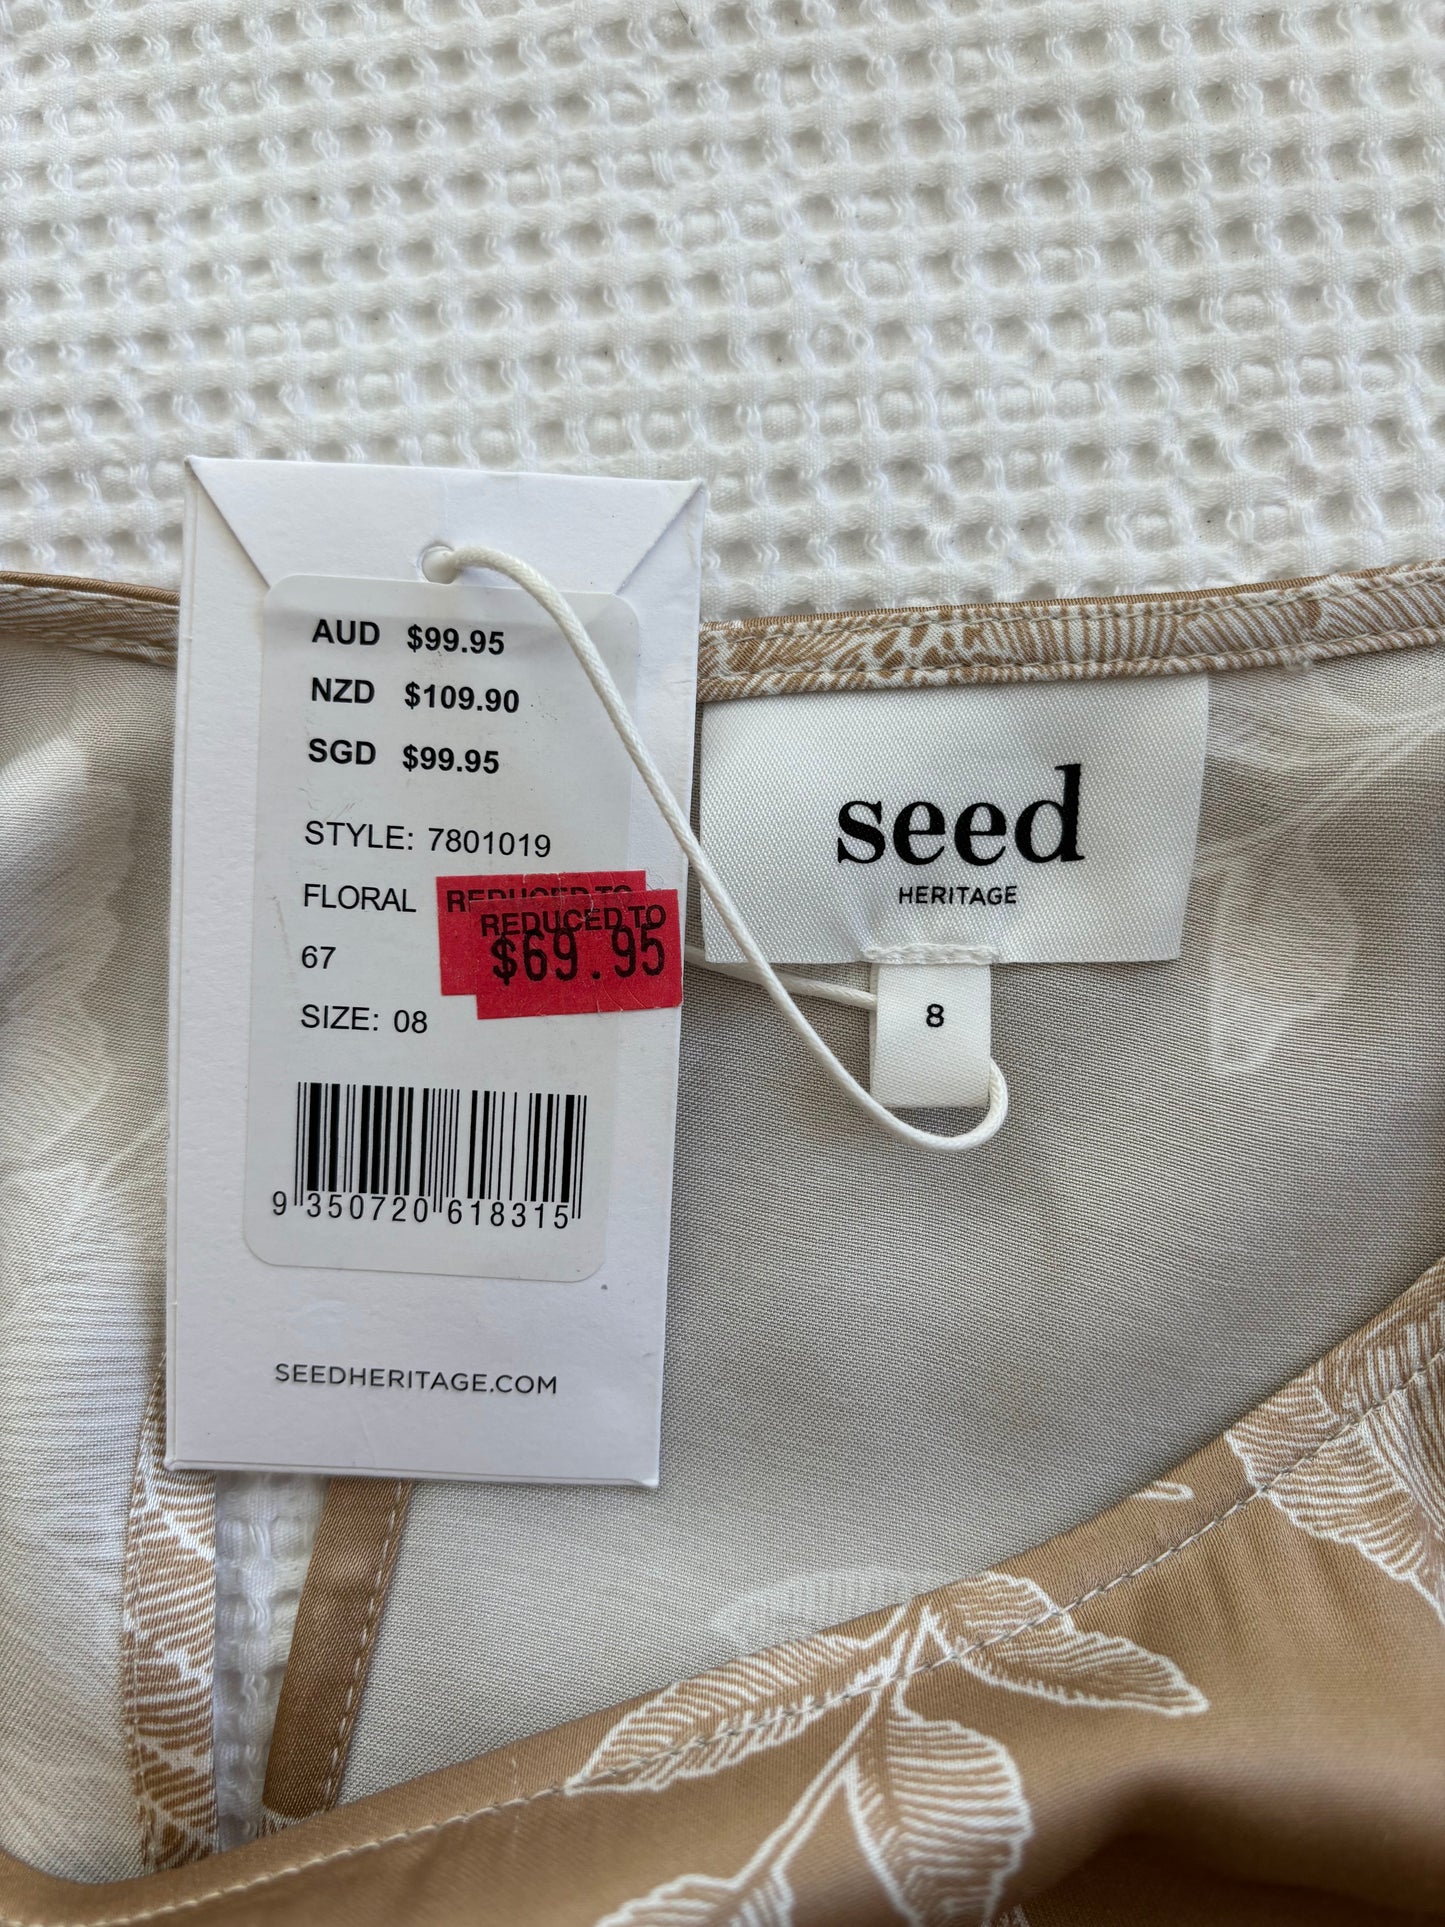 AUD $99.95
NZD $109.90
SGD $99.95
STYLE: 7801019
FLORAL
REDUCED TO
REDUCED TO
$69.95
67
SIZE: 08
9 350720 618315
SEEDHERITAGE.COM
seed
HERITAGE
8